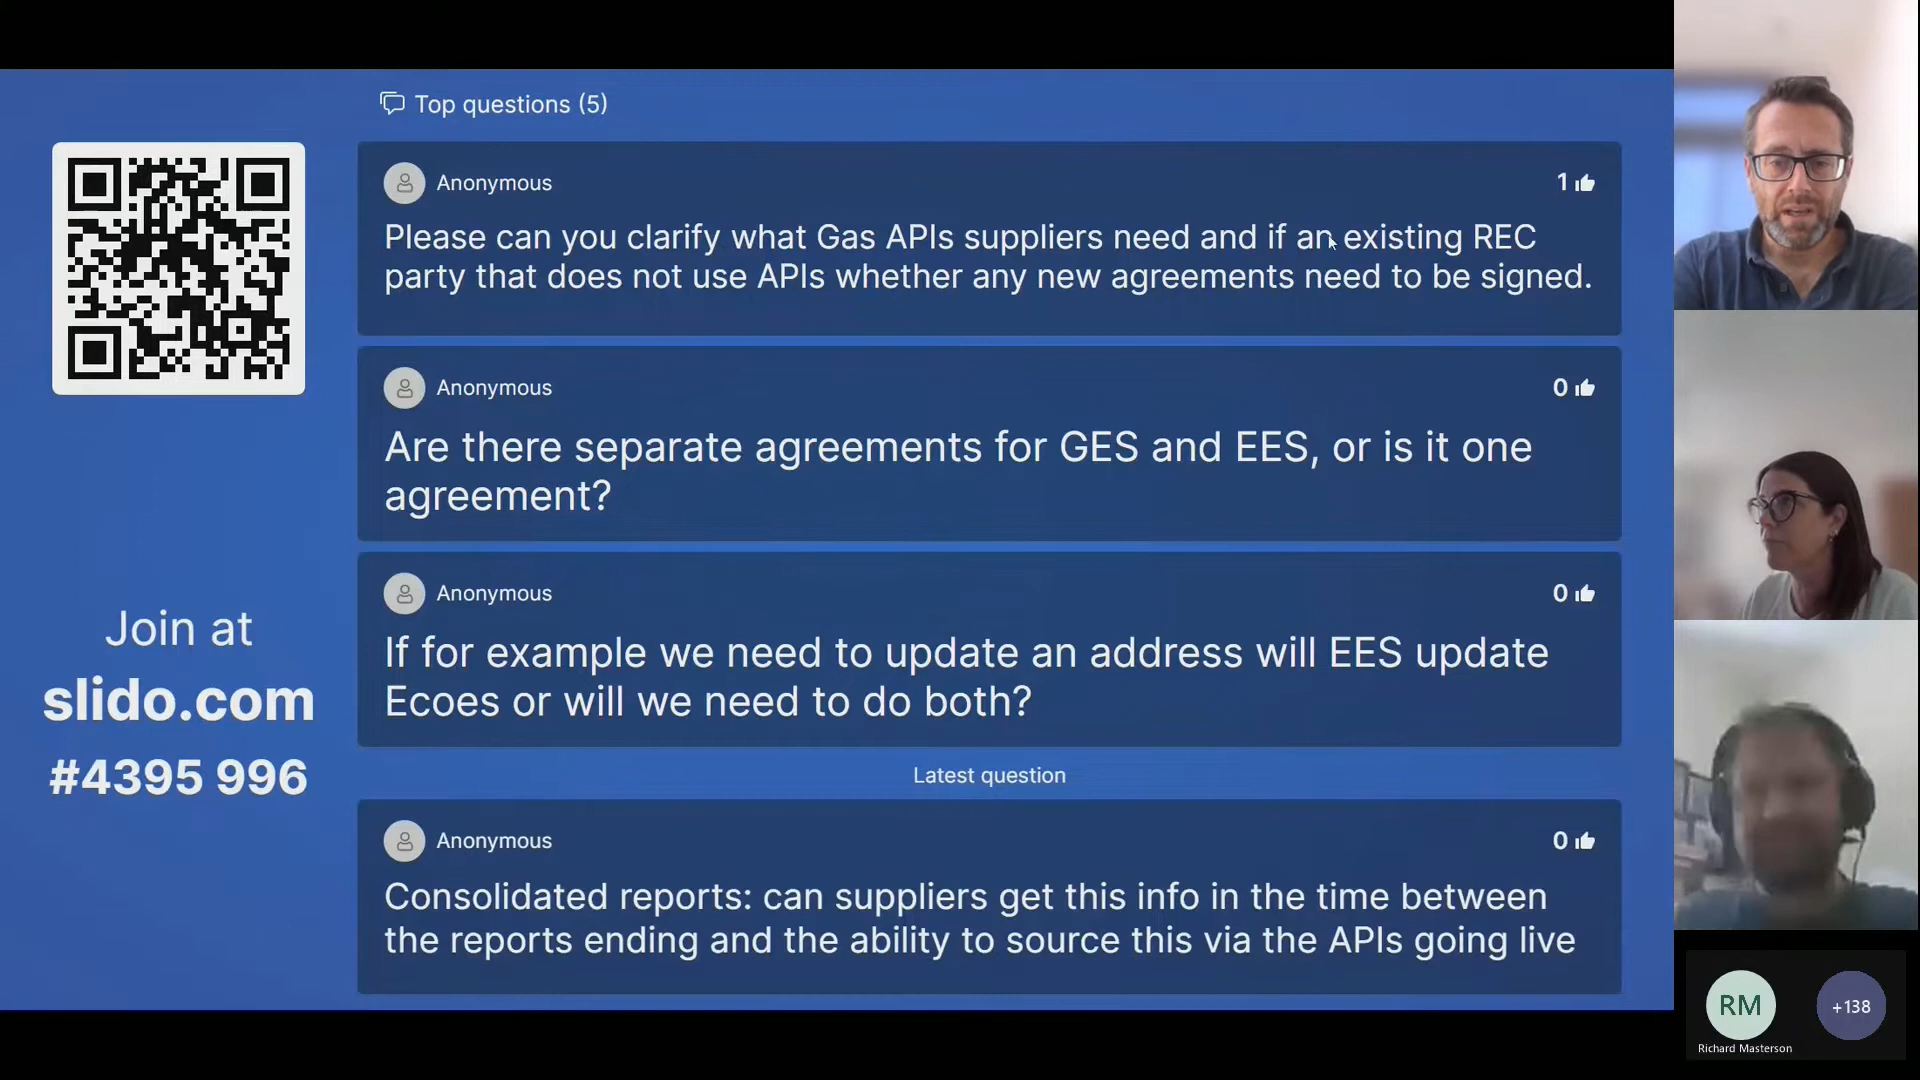 Top questions (5)
Anonymous
1
Please can you clarify what Gas APIs suppliers need and if an existing REC
party that does not use APIs whether any new agreements need to be signed.
Anonymous
0
Are there separate agreements for GES and EES, or is it one
agreement?
Anonymous
0
If for example we need to update an address will EES update
Ecoes or will we need to do both?
Latest question
Anonymous
0
Consolidated reports: can suppliers get this info in the time between
the reports ending and the ability to source this via the APIs going live
Join at
slido.com
#4395 996
RM
Richard Masterson
+138